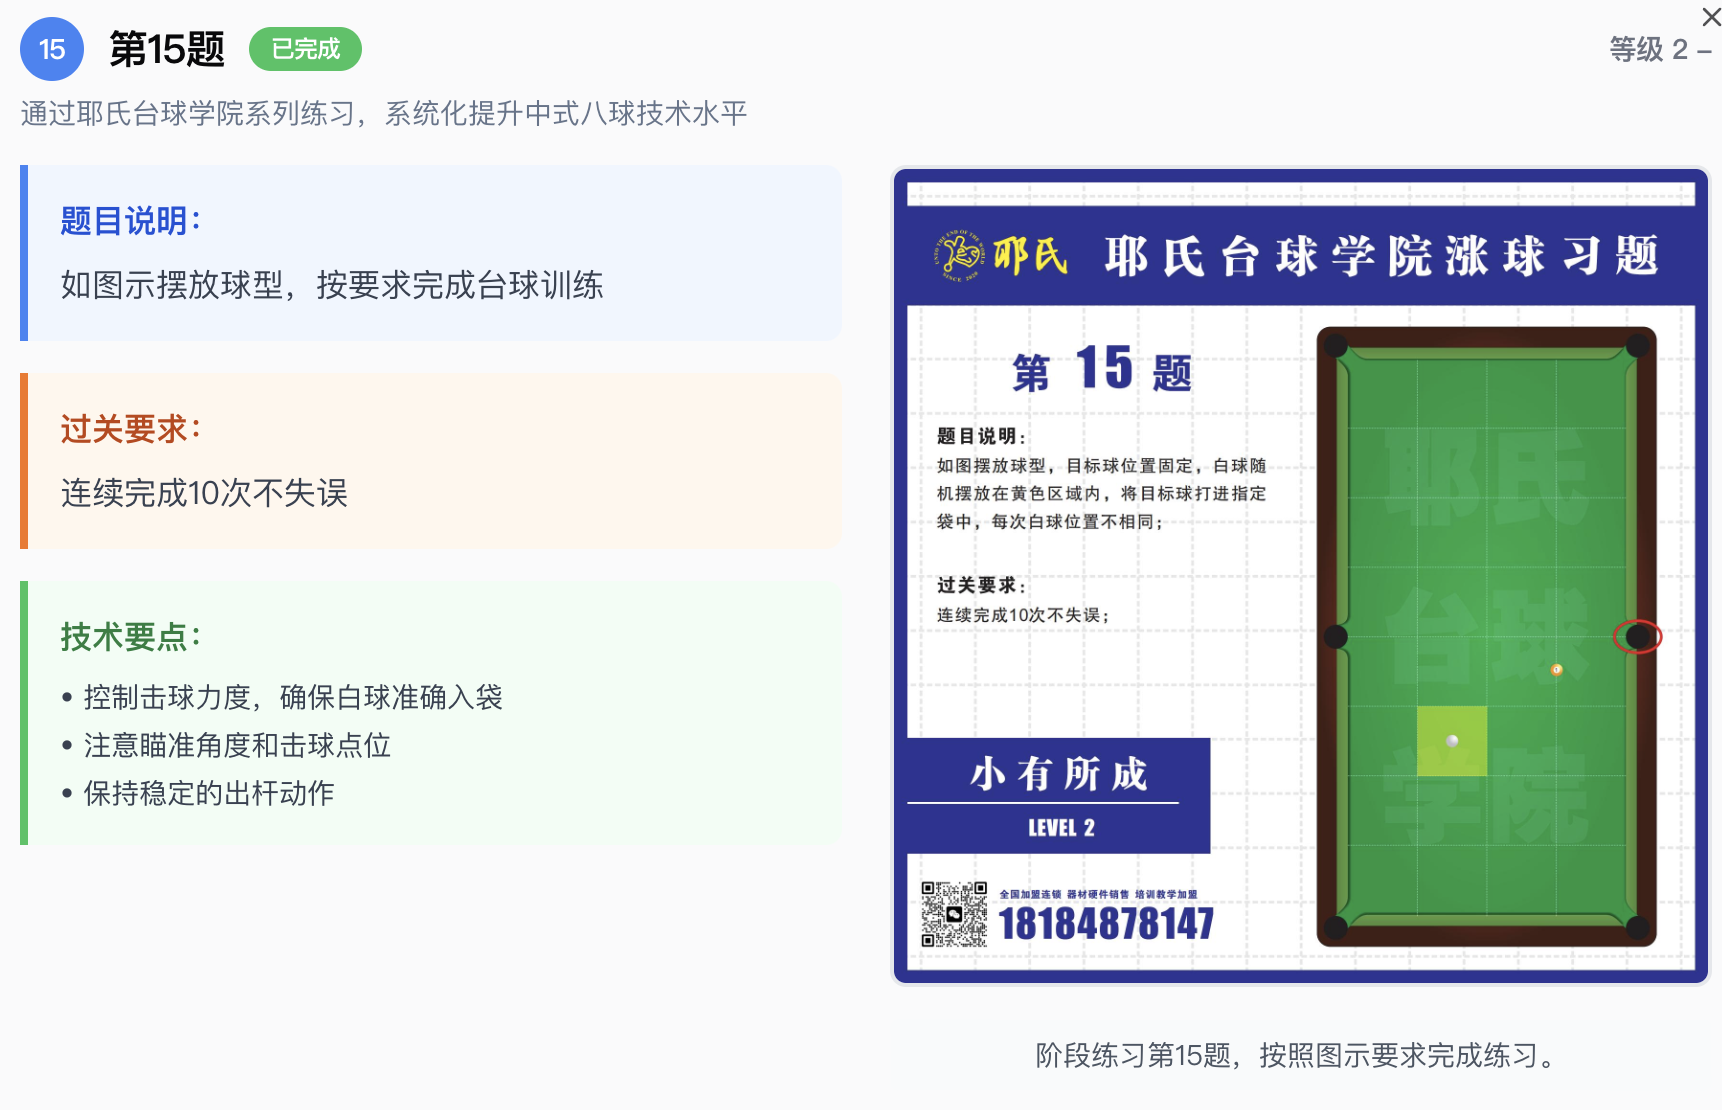 15
第15题
已完成
等级 2 –
通过耶氏台球学院系列练习，系统化提升中式八球技术水平
题目说明：
如图示摆放球型，按要求完成台球训练
过关要求：
连续完成10次不失误
技术要点：
• 控制击球力度，确保白球准确入袋
• 注意瞄准角度和击球点位
• 保持稳定的出杆动作
UNTO THE END OF THE WORLD
SINCE 2020
耶氏
耶氏台球学院涨球习题
第 15 题
题目说明：
如图摆放球型，目标球位置固定，白球随
机摆放在黄色区域内，将目标球打进指定
袋中，每次白球位置不相同；
过关要求：
连续完成10次不失误；
耶氏
台球
学院
小有所成
LEVEL 2
全国加盟连锁 器材硬件销售 培训教学加盟
18184878147
阶段练习第15题，按照图示要求完成练习。